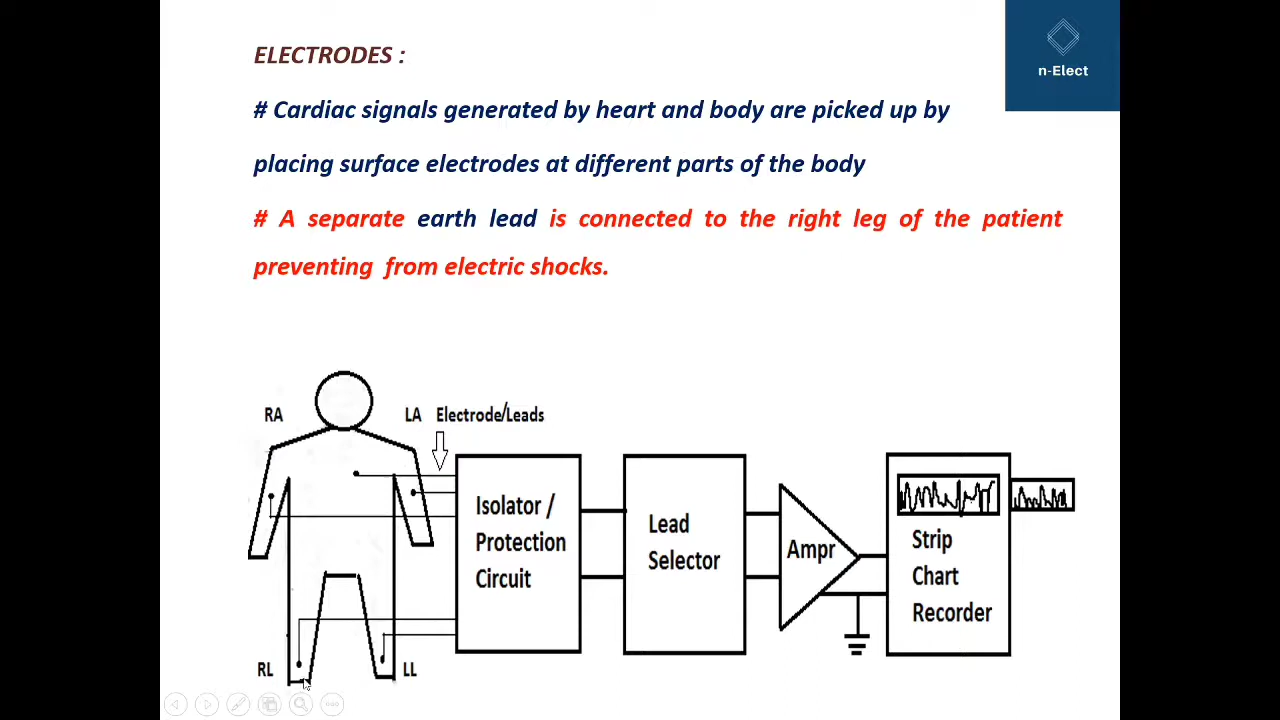 n-Elect
ELECTRODES :
# Cardiac signals generated by heart and body are picked up by
placing surface electrodes at different parts of the body
# A separate earth lead is connected to the right leg of the patient
preventing from electric shocks.
RA
LA
Electrode/Leads
Isolator /
Protection
Circuit
Lead
Selector
Ampr
Strip
Chart
Recorder
RL
LL